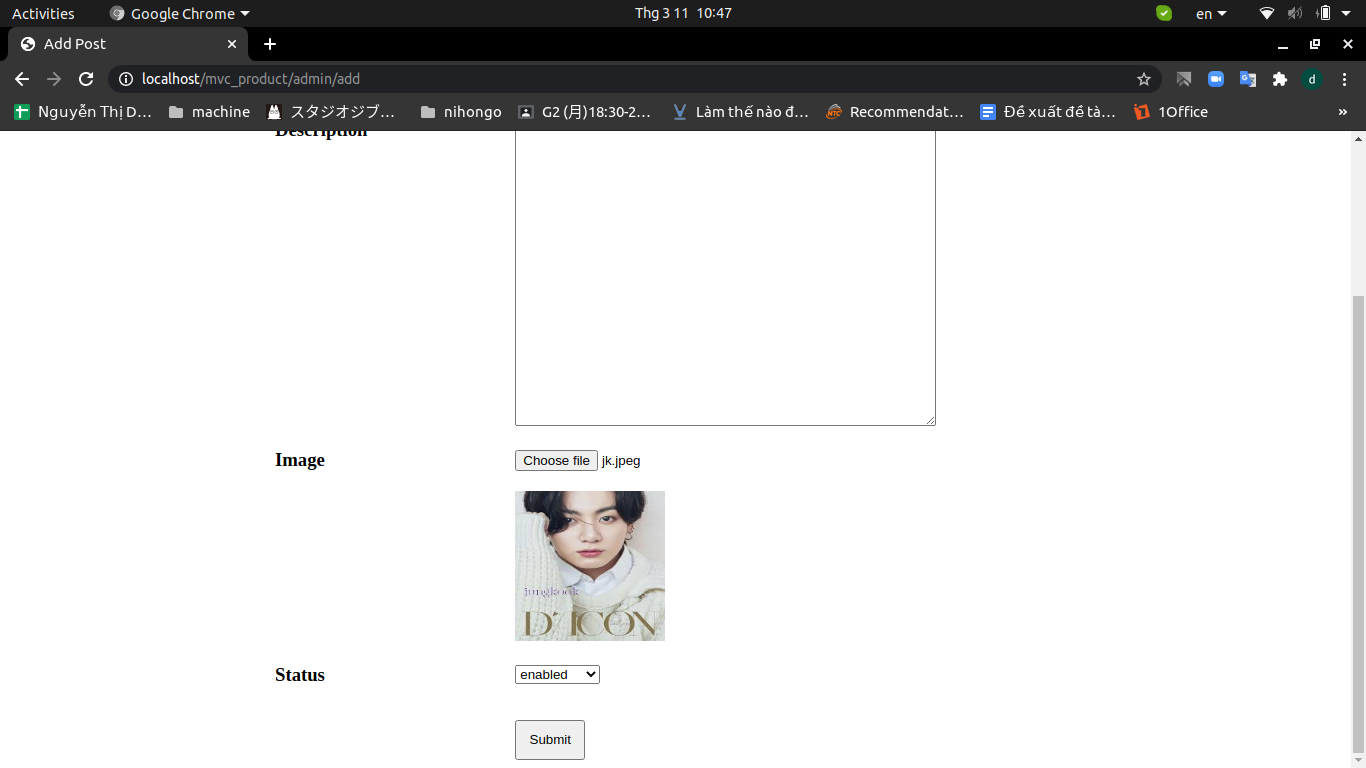 Activities
Google Chrome
Thg 3 11 10:47
en
Add Post
localhost/mvc_product/admin/add
d
Nguyễn Thị D…
machine
スタジオジブ…
nihongo
G2 (月)18:30-2…
Làm thế nào đ…
NTC
Recommendat…
Đề xuất đề tà…
1Office
»
Description
Image
Choose file jk.jpeg
jungkook
D'ICON
Status
enabled
Submit